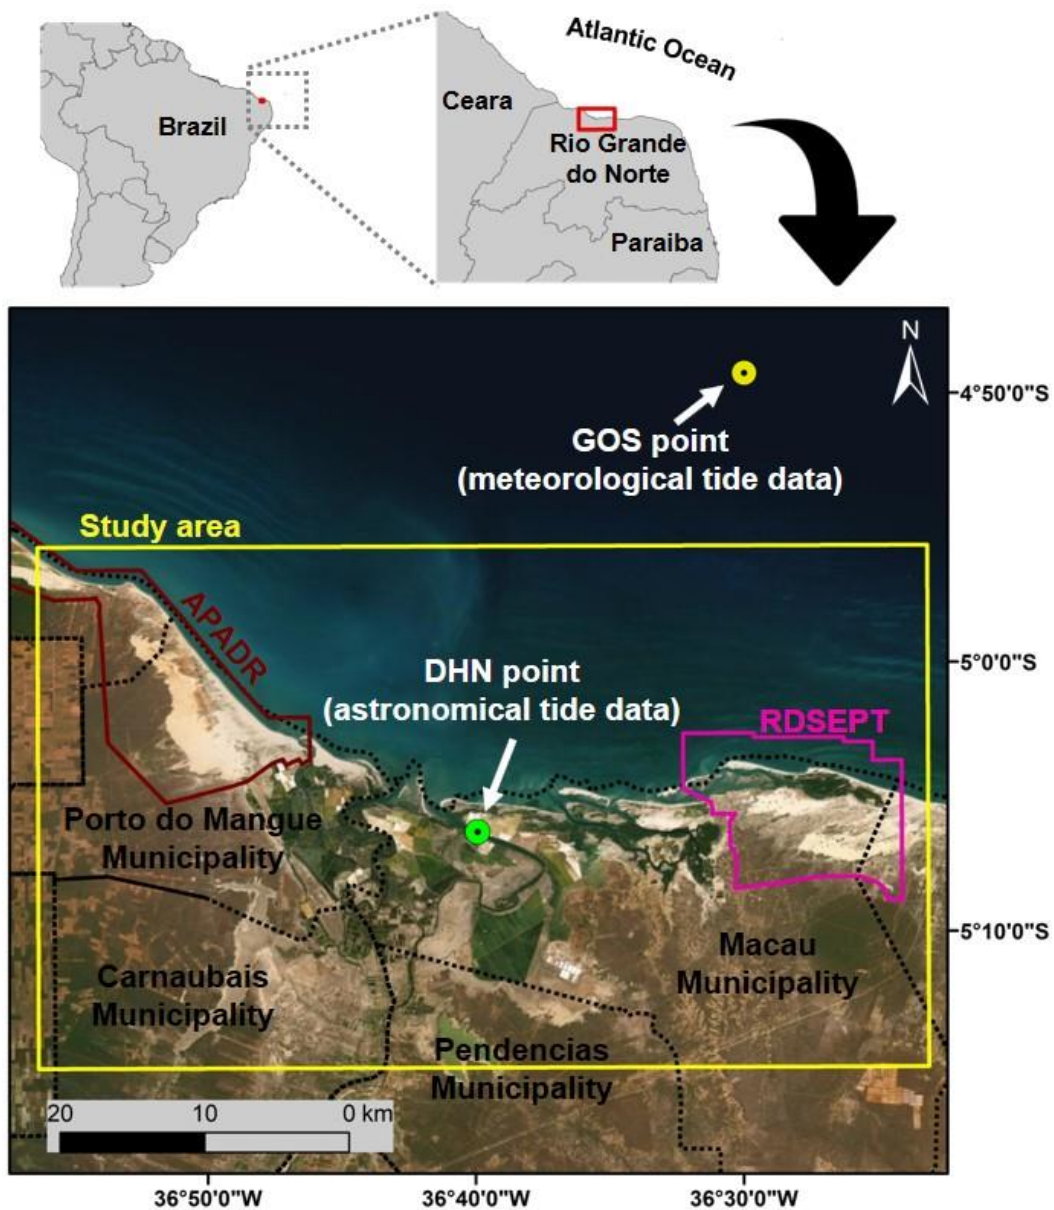 Atlantic Ocean
Ceara
Brazil
Rio Grande
do Norte
Paraiba
N
4°50'0"S
GOS point
(meteorological tide data)
Study area
APADR
5°0'0"S
DHN point
(astronomical tide data)
RDSEPT
Porto do Mangue
Municipality
5°10'0"S
Macau
Municipality
Carnaubais
Municipality
Pendencias
Municipality
20 10 0 km
36°50'0"W 36°40'0"W 36°30'0"W